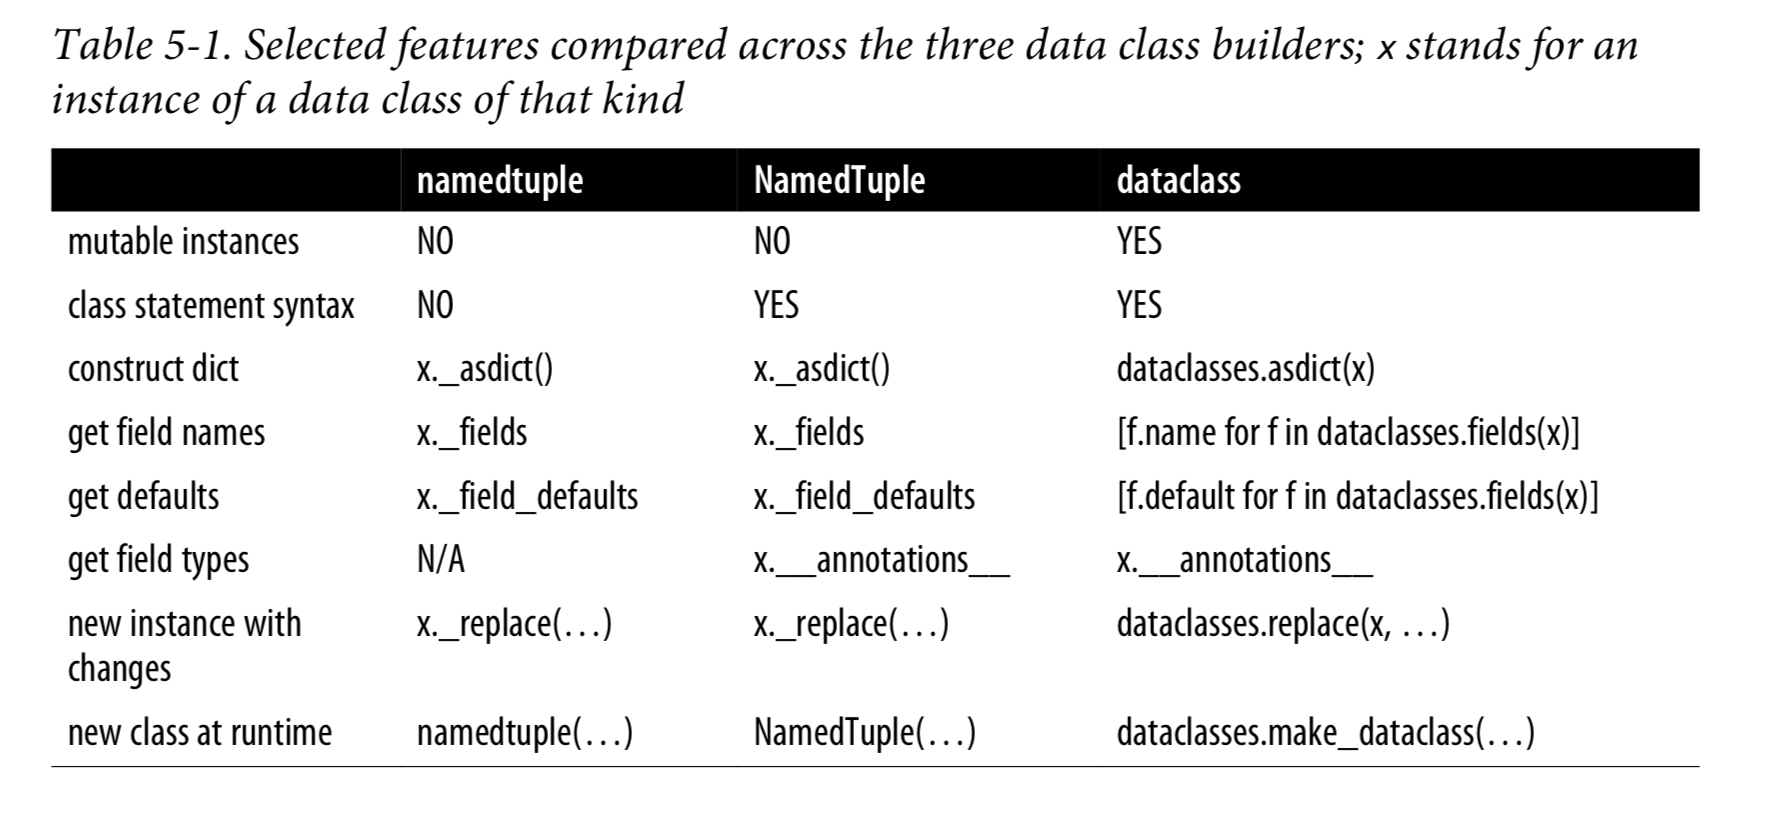 Table 5-1. Selected features compared across the three data class builders; x stands for an
instance of a data class of that kind
namedtuple NamedTuple dataclass
mutable instances NO NO YES
class statement syntax NO YES YES
construct dict x._asdict() x._asdict() dataclasses.asdict(x)
get field names x._fields x._fields [f.name for f in dataclasses.fields(x)]
get defaults x._field_defaults x._field_defaults [f.default for f in dataclasses.fields(x)]
get field types N/A x.__annotations__ x.__annotations__
new instance with x._replace(…) x._replace(…) dataclasses.replace(x, …)
changes
new class at runtime namedtuple(…) NamedTuple(…) dataclasses.make_dataclass(…)